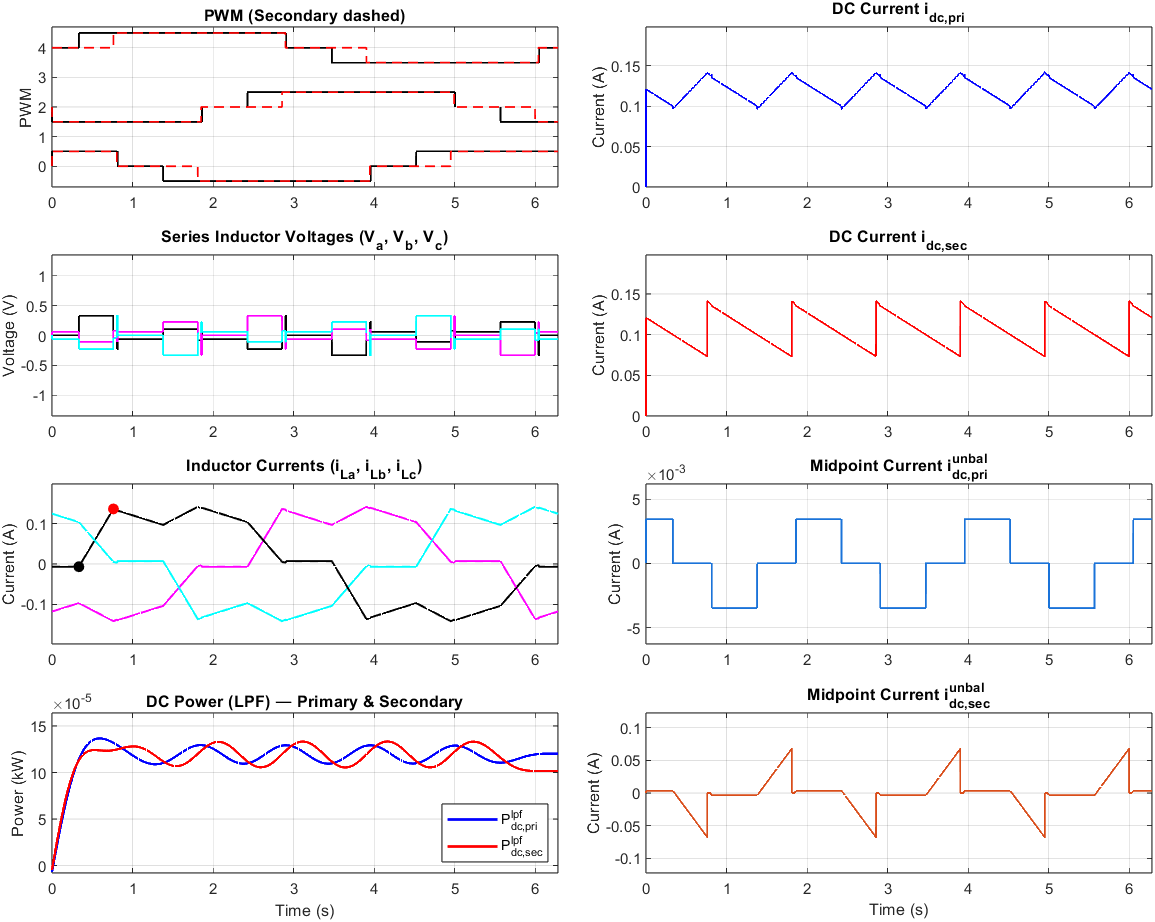 PWM (Secondary dashed)
PWM
4
3
2
1
0
0 1 2 3 4 5 6
DC Current i_dc,pri
Current (A)
0.15
0.1
0.05
0
0 1 2 3 4 5 6
Series Inductor Voltages (V_a, V_b, V_c)
Voltage (V)
1
0.5
0
-0.5
-1
0 1 2 3 4 5 6
DC Current i_dc,sec
Current (A)
0.15
0.1
0.05
0
0 1 2 3 4 5 6
Inductor Currents (i_La, i_Lb, i_Lc)
Current (A)
0.1
0
-0.1
0 1 2 3 4 5 6
Midpoint Current i_dc,pri^unbal
×10^-3
Current (A)
5
0
-5
0 1 2 3 4 5 6
DC Power (LPF) — Primary & Secondary
×10^-5
Power (kW)
15
10
5
0
P_dc,pri^lpf
P_dc,sec^lpf
0 1 2 3 4 5 6
Time (s)
Midpoint Current i_dc,sec^unbal
Current (A)
0.1
0.05
0
-0.05
-0.1
0 1 2 3 4 5 6
Time (s)